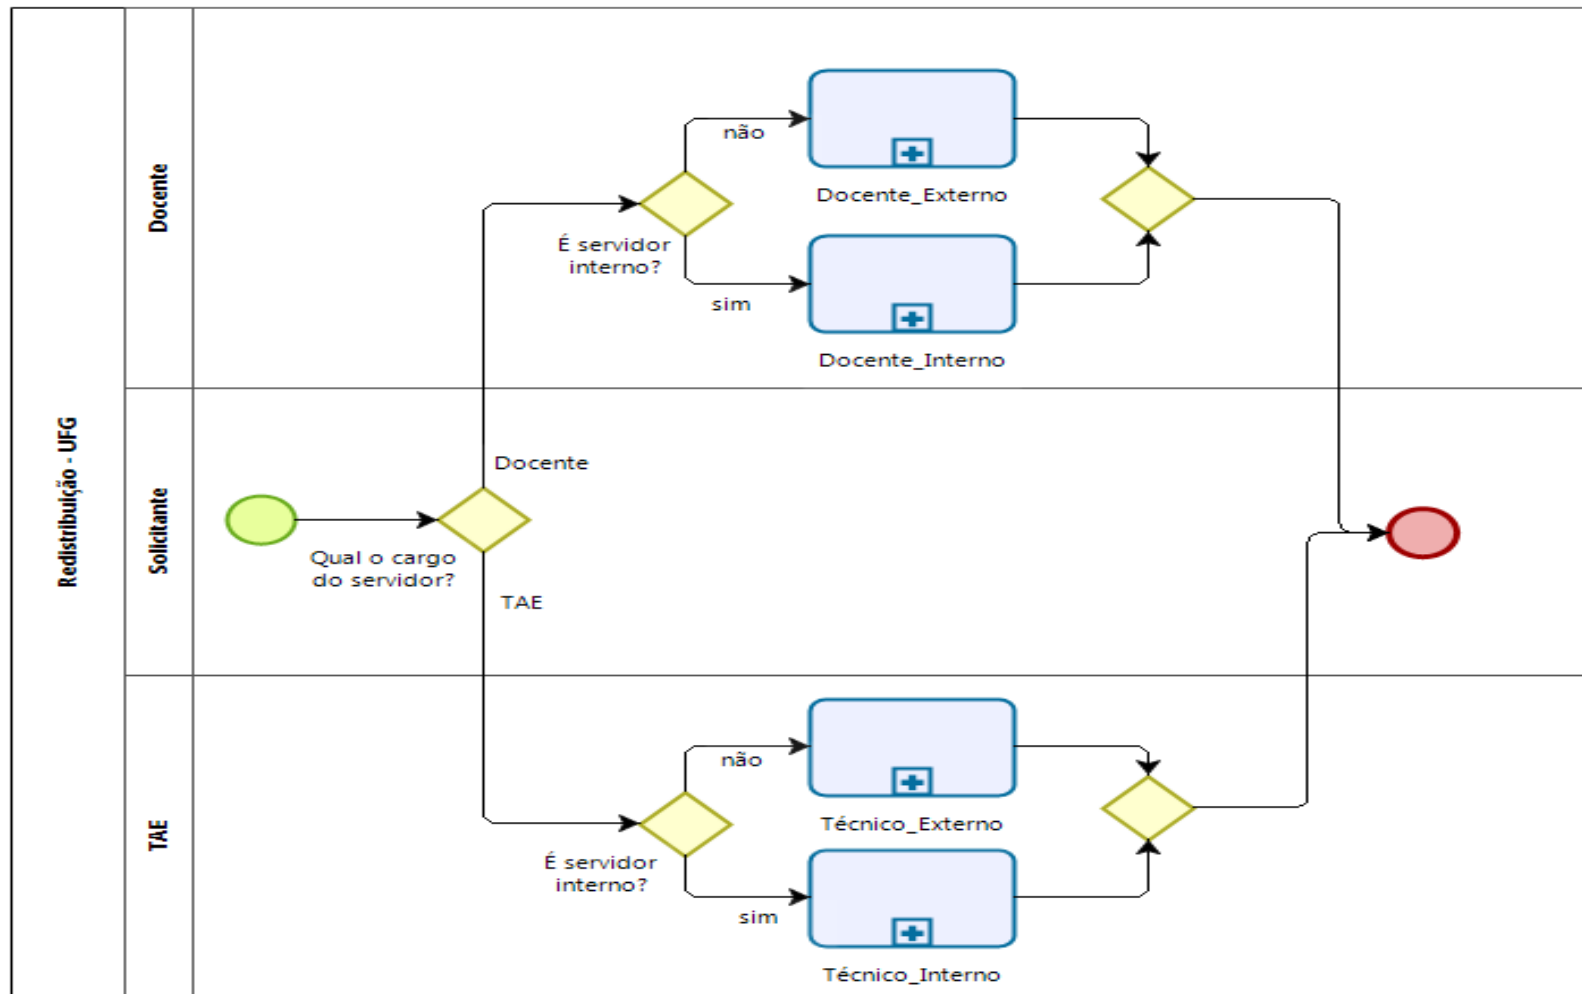 Redistribuição - UFG
Docente
não
Docente_Externo
É servidor
interno?
sim
Docente_Interno
Solicitante
Docente
Qual o cargo
do servidor?
TAE
TAE
não
Técnico_Externo
É servidor
interno?
sim
Técnico_Interno